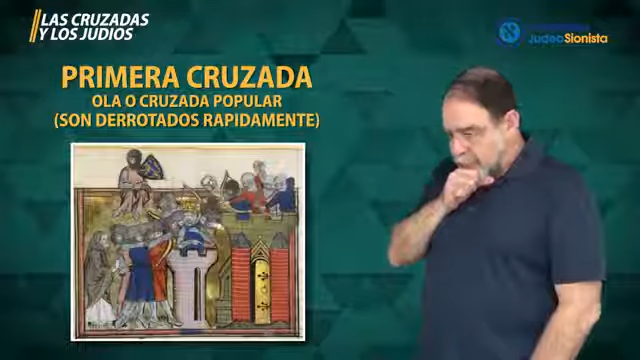 LAS CRUZADAS
Y LOS JUDIOS
JudeoSionista
PRIMERA CRUZADA
OLA O CRUZADA POPULAR
(SON DERROTADOS RAPIDAMENTE)